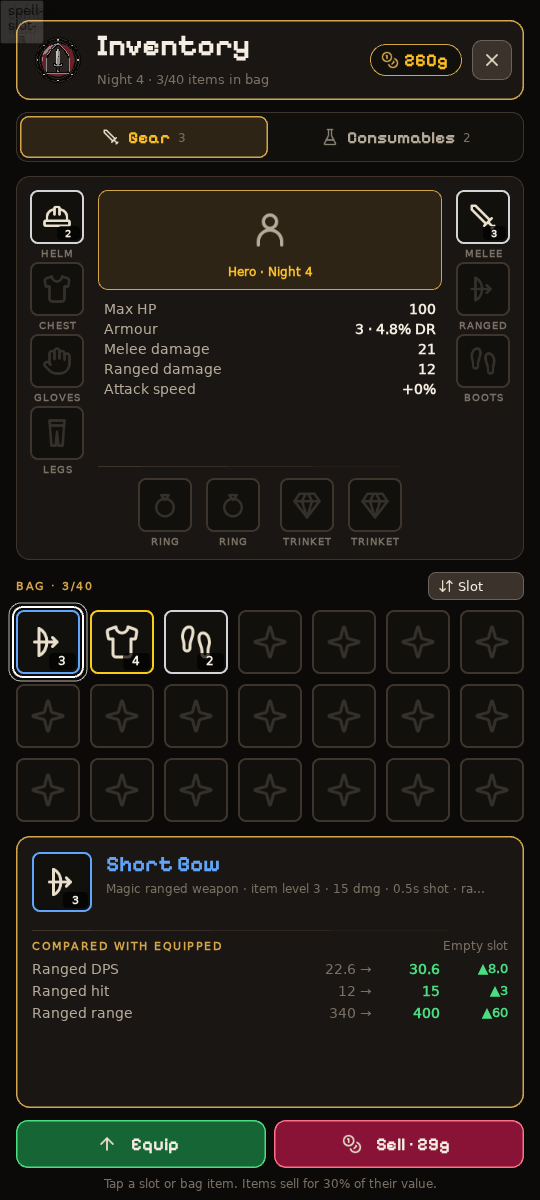 spell-
slot-
3
Inventory
Night 4 · 3/40 items in bag
260g
Gear 3
Consumables 2
2
HELM
CHEST
GLOVES
LEGS
Hero · Night 4
3
MELEE
RANGED
BOOTS
Max HP 100
Armour 3 · 4.8% DR
Melee damage 21
Ranged damage 12
Attack speed +0%
RING
RING
TRINKET
TRINKET
BAG · 3/40
Slot
3
4
2
3
Short Bow
Magic ranged weapon · item level 3 · 15 dmg · 0.5s shot · ra...
COMPARED WITH EQUIPPED Empty slot
Ranged DPS 22.6 → 30.6 ▲8.0
Ranged hit 12 → 15 ▲3
Ranged range 340 → 400 ▲60
Equip
Sell · 29g
Tap a slot or bag item. Items sell for 30% of their value.